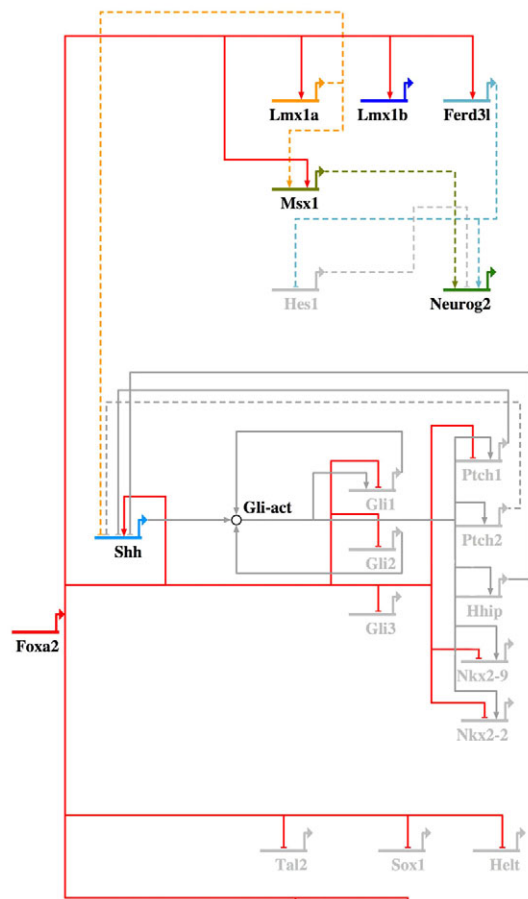 Lmx1a Lmx1b Ferd3l
Msx1
Hes1 Neurog2
Ptch1
Gli1
Gli-act
Ptch2
Shh
Gli2
Hhip
Gli3
Foxa2
Nkx2-9
Nkx2-2
Tal2 Sox1 Helt